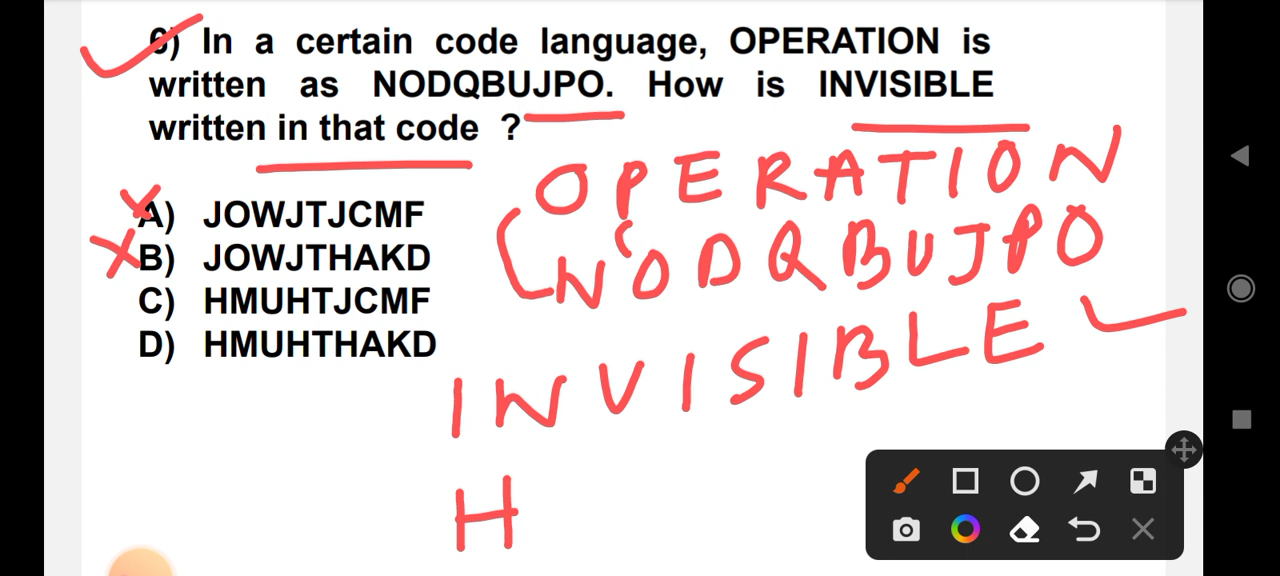 6) In a certain code language, OPERATION is
written as NODQBUJPO. How is INVISIBLE
written in that code ?
A) JOWJTJCMF
B) JOWJTHAKD
C) HMUHTJCMF
D) HMUHTHAKD
OPERATION
NODQBUJPO
INVISIBLE
H